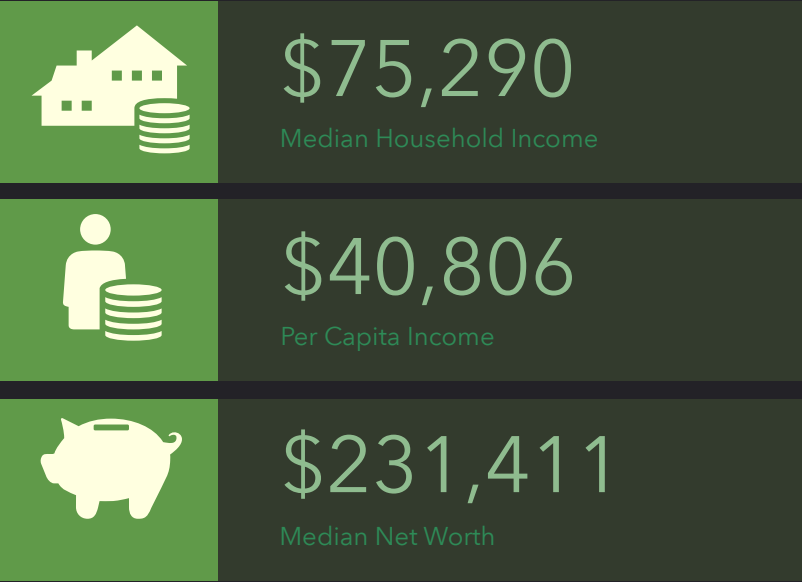 $75,290
Median Household Income
$40,806
Per Capita Income
$231,411
Median Net Worth